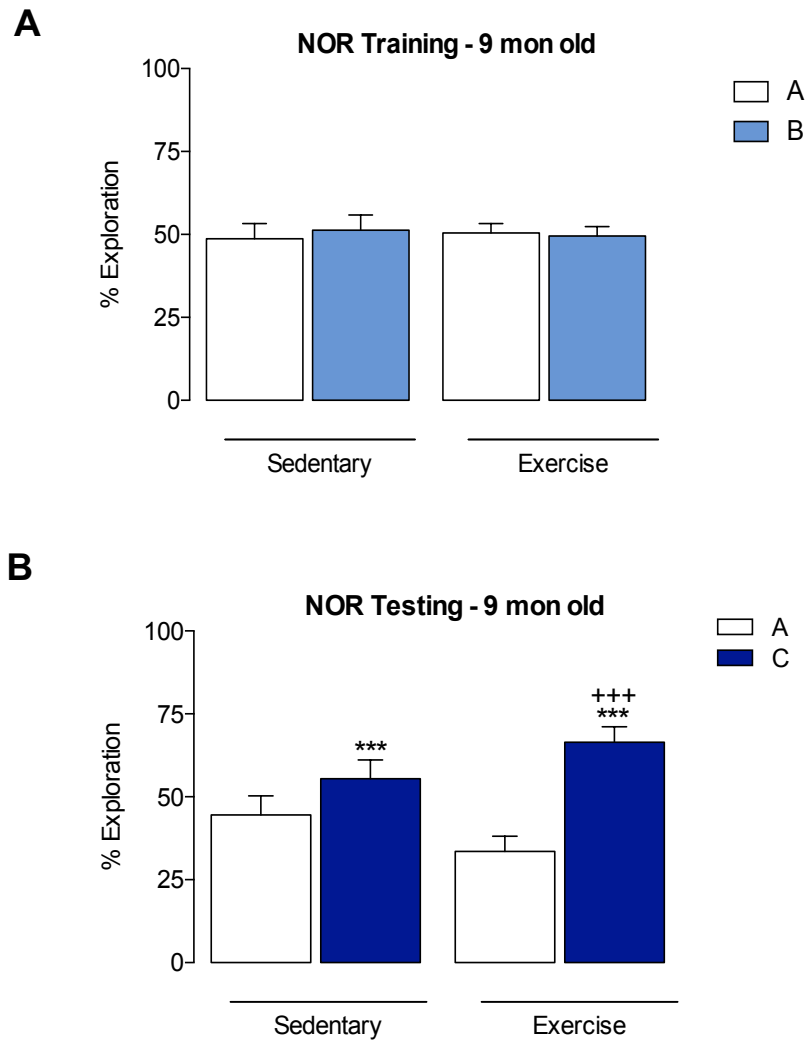 A
NOR Training - 9 mon old
100
75
50
25
0
% Exploration
A
B
Sedentary
Exercise
B
NOR Testing - 9 mon old
100
75
50
25
0
% Exploration
A
C
***
+++
***
Sedentary
Exercise